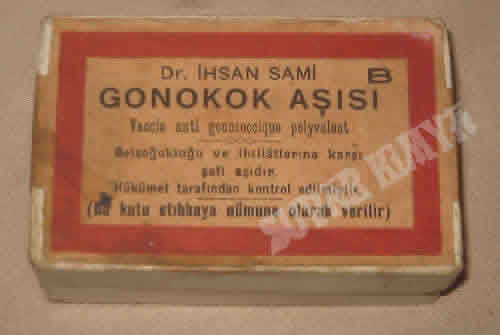 Dr. İHSAN SAMİ
B
GONOKOK AŞISI
Vaccin anti gonococcique polyvalent
Belsoğukluğu ve ihtilâtlarına karşı
şafi aşıdır.
Hükûmet tarafından kontrol edilmiştir.
(Bu kutu etıbbaya nümune olarak verilir)